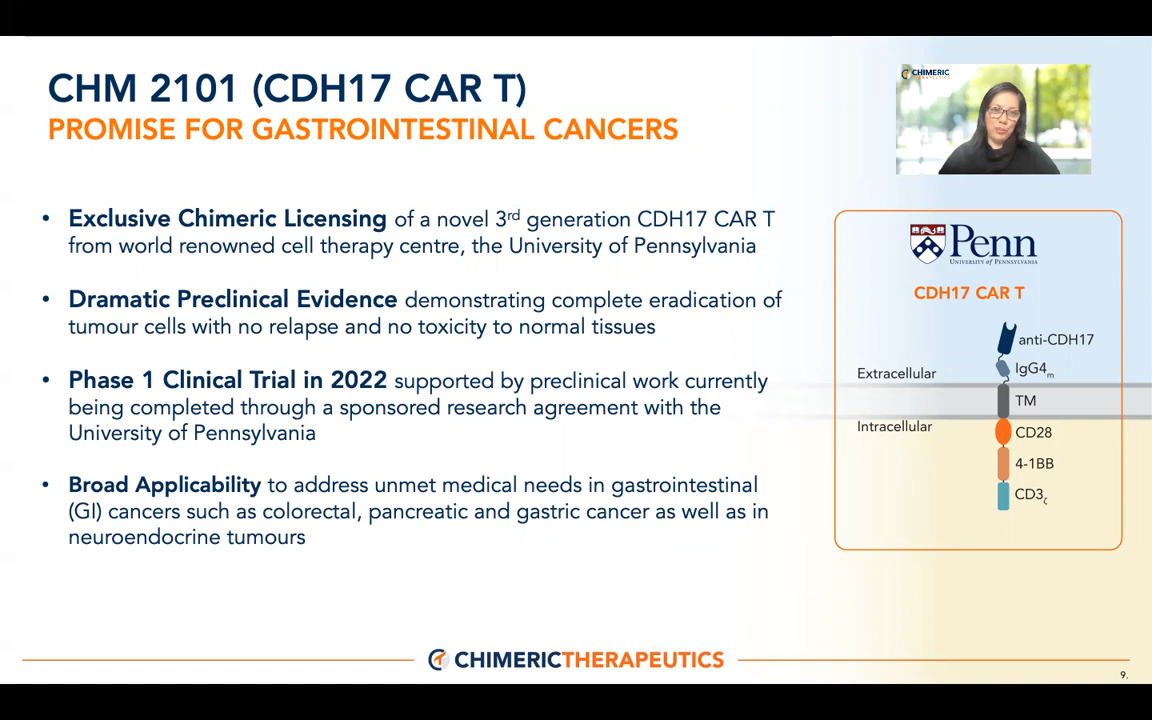 CHM 2101 (CDH17 CAR T)
PROMISE FOR GASTROINTESTINAL CANCERS
CHIMERIC
THERAPEUTICS
• Exclusive Chimeric Licensing of a novel 3rd generation CDH17 CAR T
from world renowned cell therapy centre, the University of Pennsylvania
• Dramatic Preclinical Evidence demonstrating complete eradication of
tumour cells with no relapse and no toxicity to normal tissues
• Phase 1 Clinical Trial in 2022 supported by preclinical work currently
being completed through a sponsored research agreement with the
University of Pennsylvania
• Broad Applicability to address unmet medical needs in gastrointestinal
(GI) cancers such as colorectal, pancreatic and gastric cancer as well as in
neuroendocrine tumours
Penn
UNIVERSITY of PENNSYLVANIA
CDH17 CAR T
anti-CDH17
Extracellular
IgG4m
TM
Intracellular
CD28
4-1BB
CD3ζ
CHIMERICTHERAPEUTICS
9.